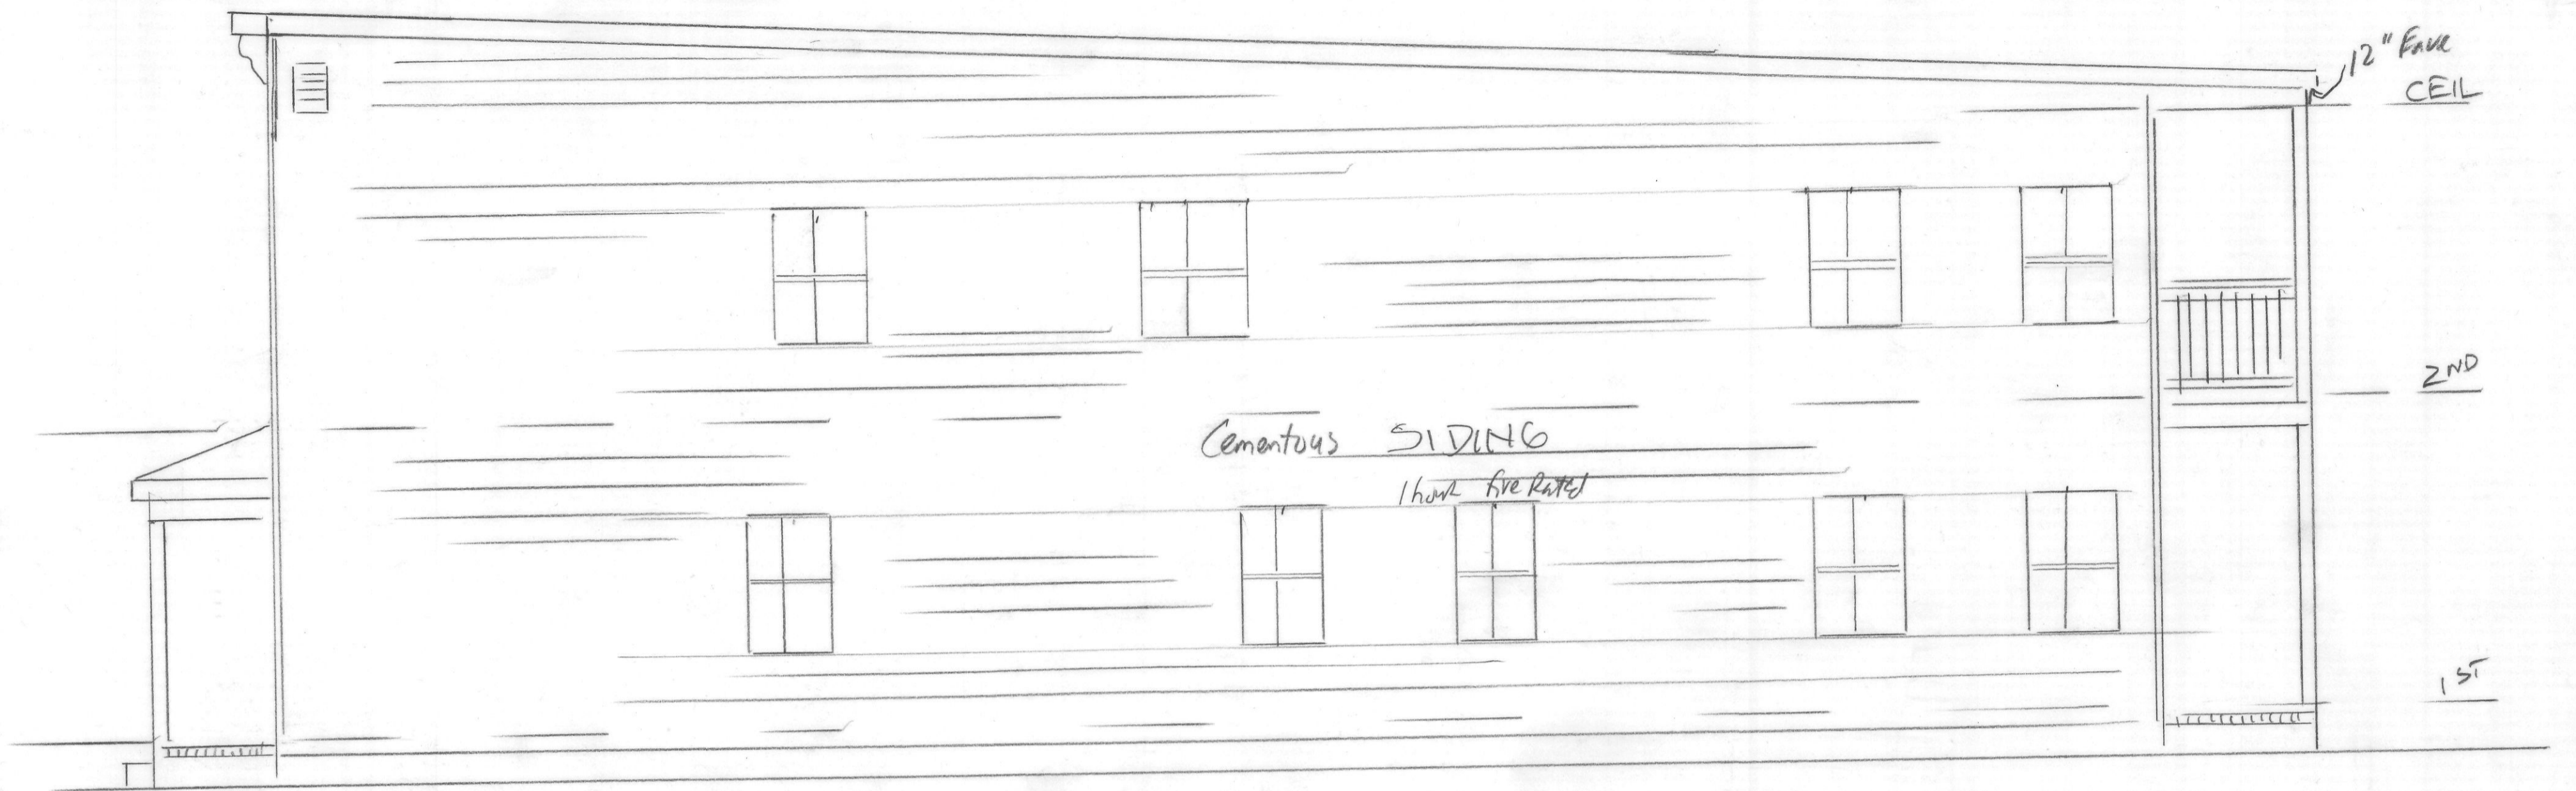 12" Eave
CEIL
2ND
Cementous SIDING
1 hour fire Rated
1ST